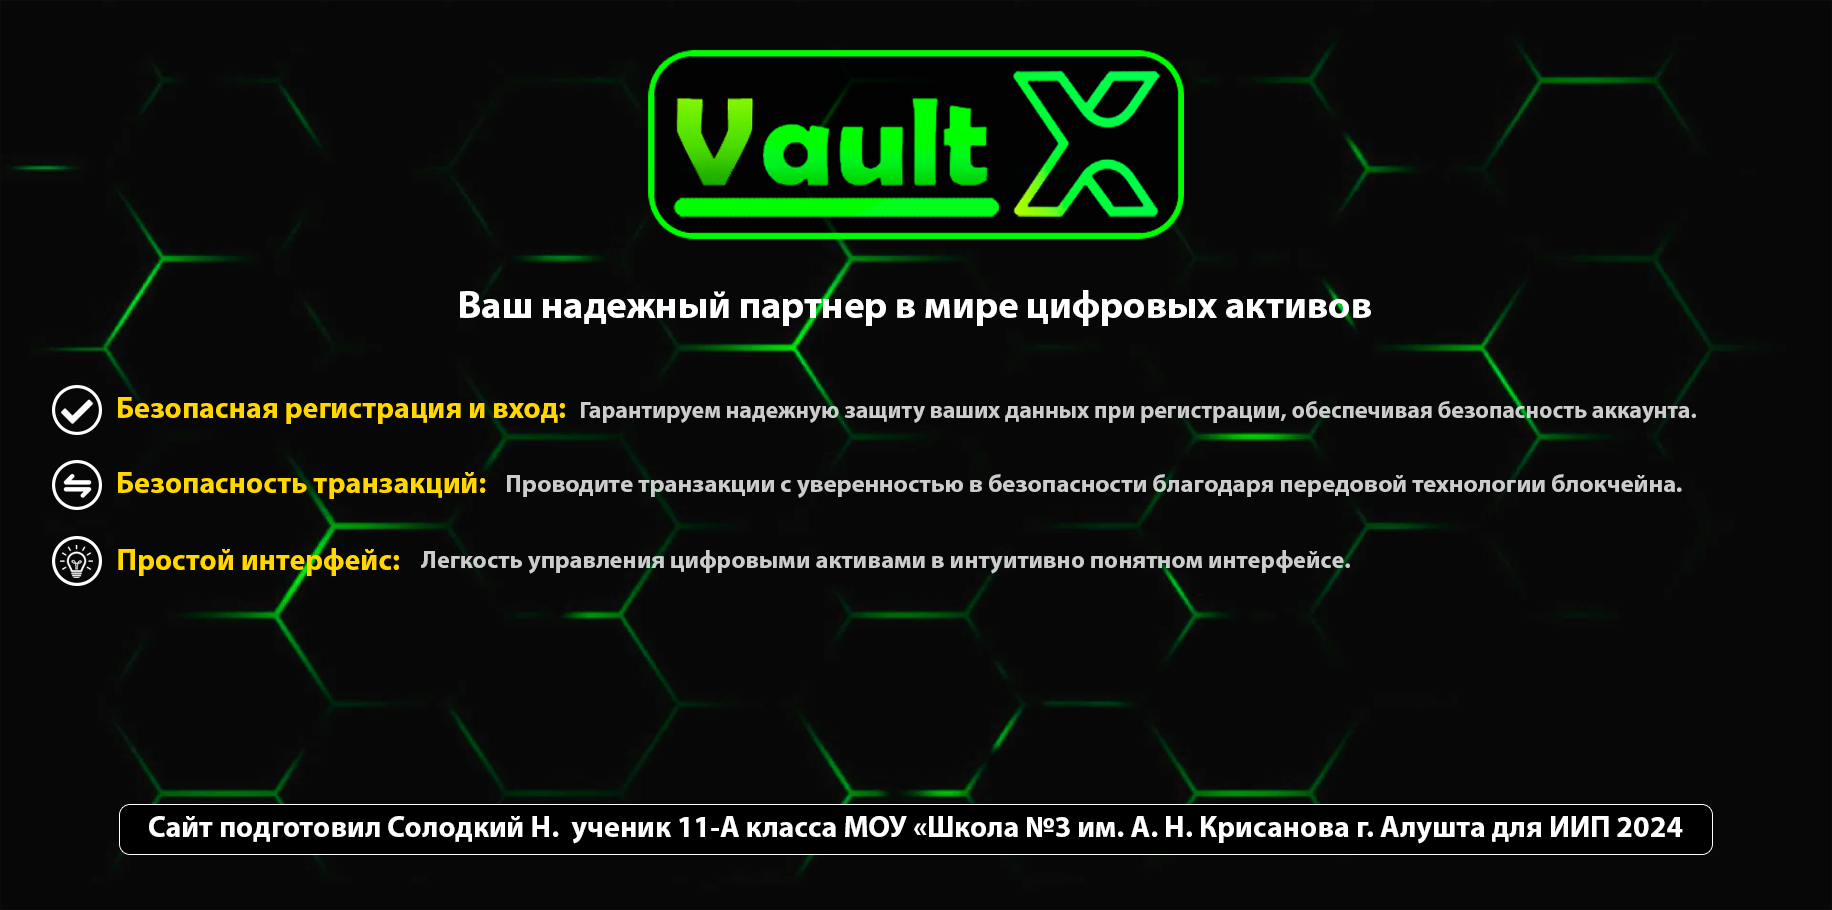 Vault X
Ваш надежный партнер в мире цифровых активов
Безопасная регистрация и вход: Гарантируем надежную защиту ваших данных при регистрации, обеспечивая безопасность аккаунта.
Безопасность транзакций: Проводите транзакции с уверенностью в безопасности благодаря передовой технологии блокчейна.
Простой интерфейс: Легкость управления цифровыми активами в интуитивно понятном интерфейсе.
Сайт подготовил Солодкий Н. ученик 11-А класса МОУ «Школа №3 им. А. Н. Крисанова г. Алушта для ИИП 2024